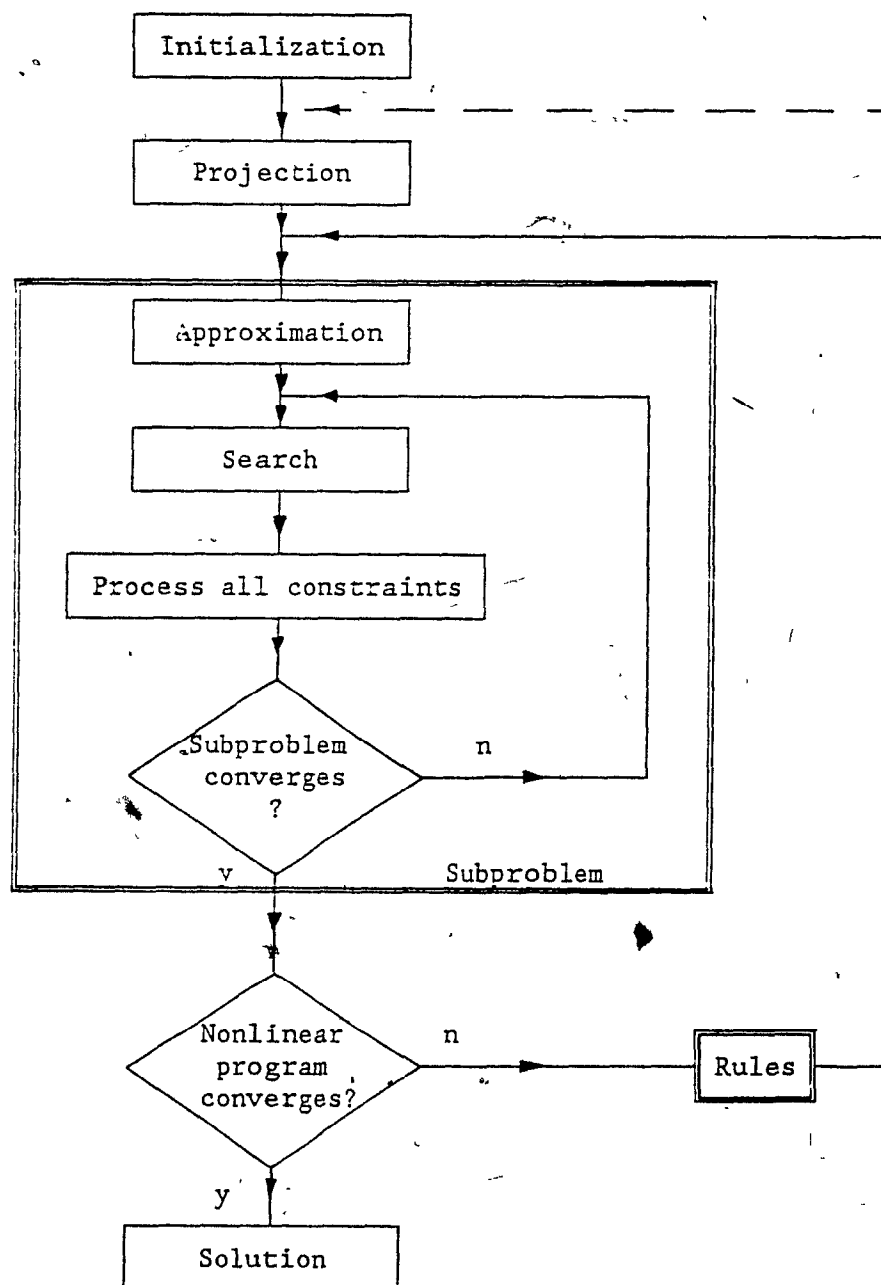 Initialization
Projection
Approximation
Search
Process all constraints
Subproblem
converges
?
n
y
Subproblem
Nonlinear
program
converges?
n
Rules
y
Solution